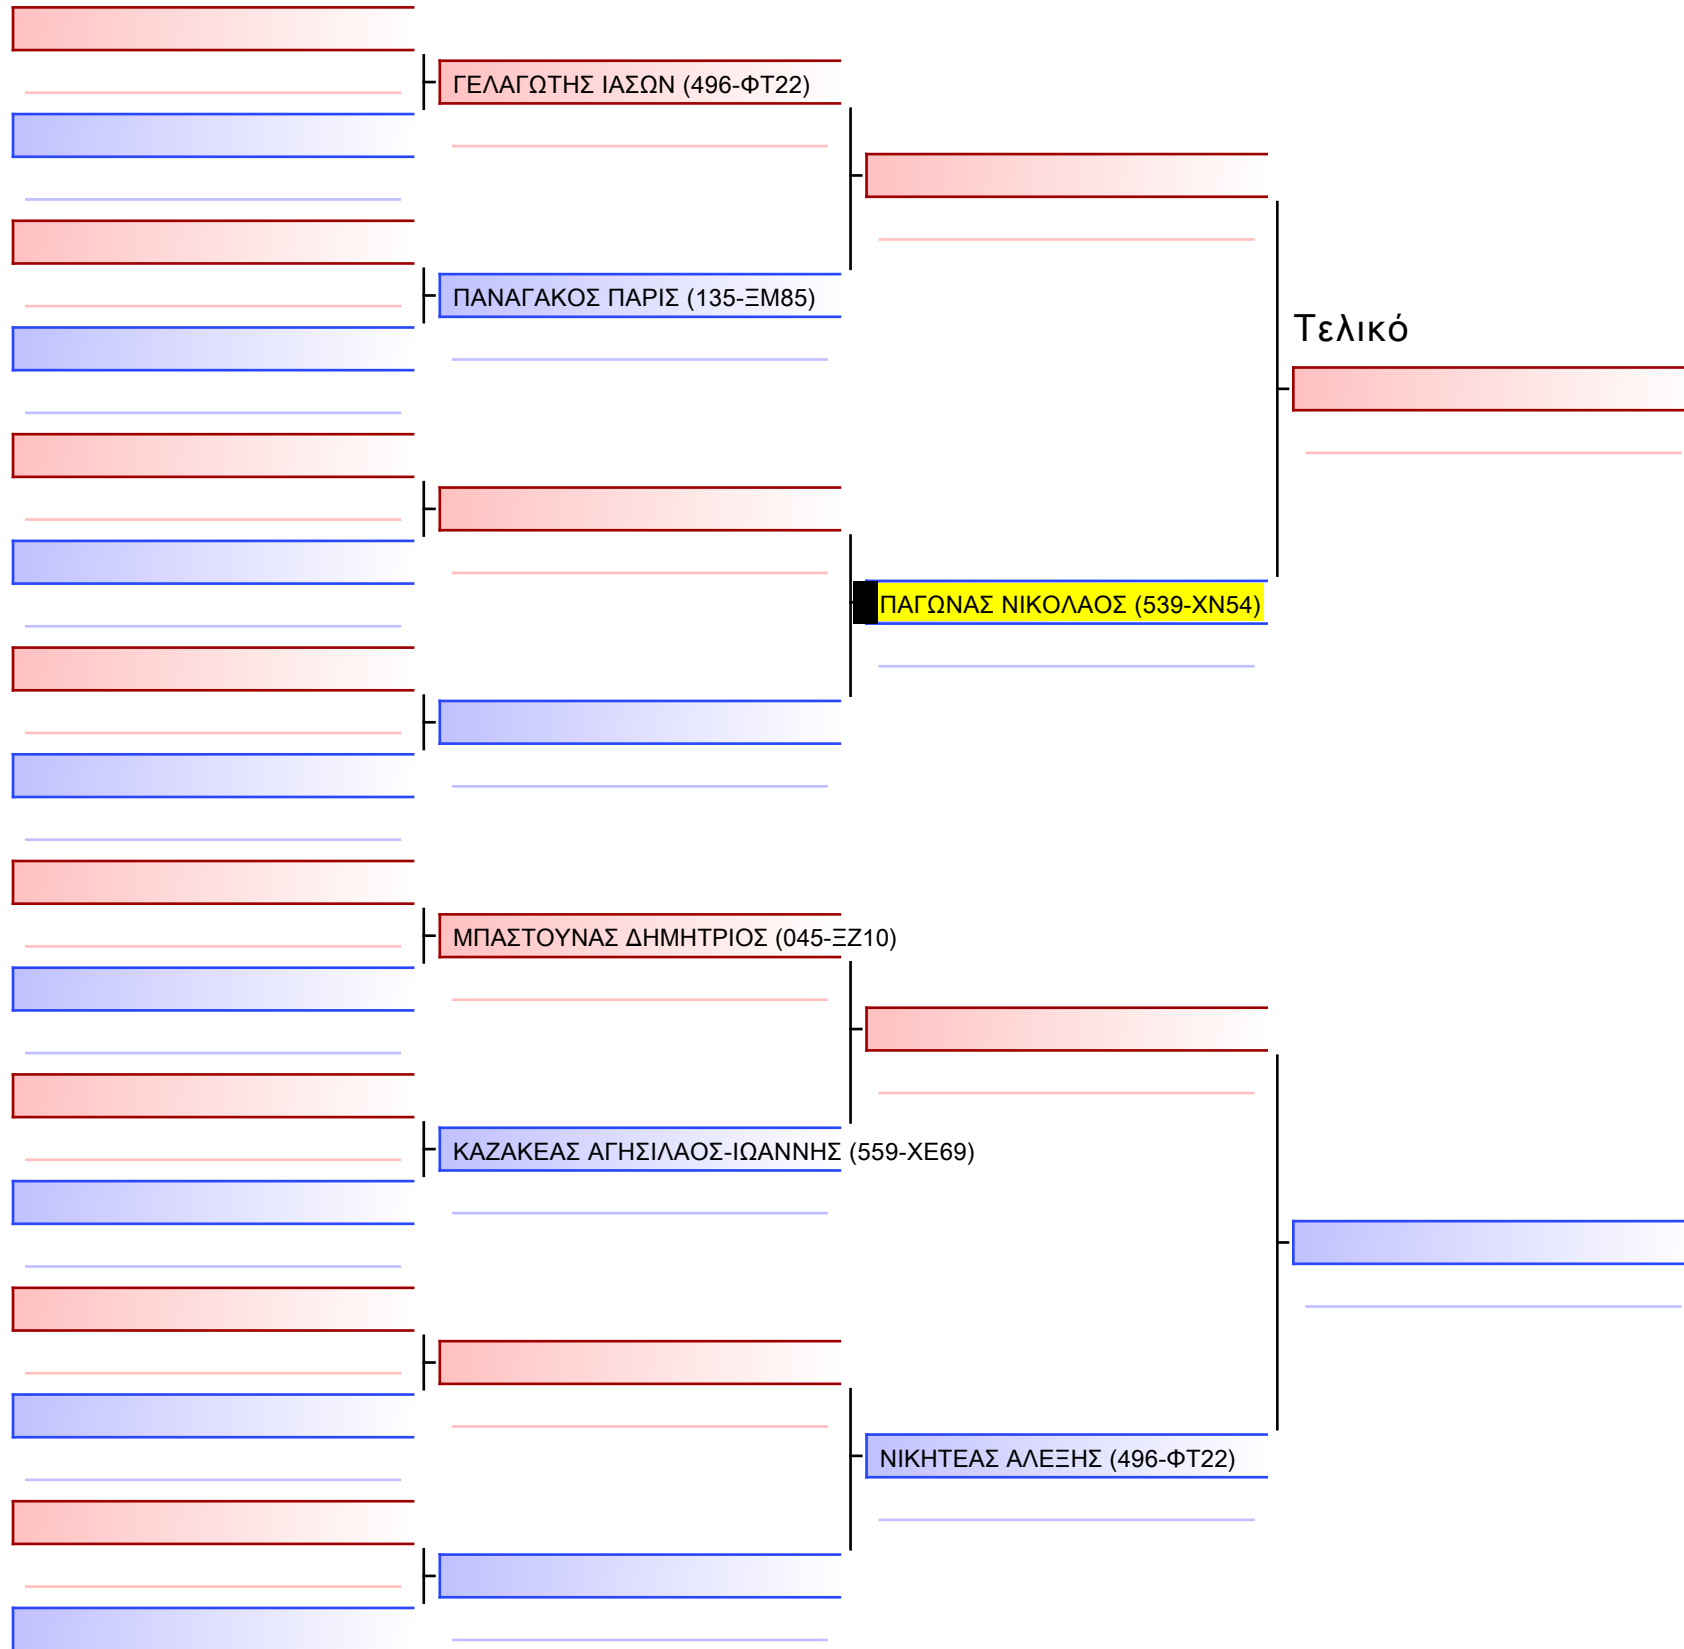 ΓΕΛΑΓΩΤΗΣ ΙΑΣΩΝ (496-ΦΤ22)
ΠΑΝΑΓΑΚΟΣ ΠΑΡΙΣ (135-ΞΜ85)
Τελικό
ΠΑΓΩΝΑΣ ΝΙΚΟΛΑΟΣ (539-ΧΝ54)
ΜΠΑΣΤΟΥΝΑΣ ΔΗΜΗΤΡΙΟΣ (045-ΞΖ10)
ΚΑΖΑΚΕΑΣ ΑΓΗΣΙΛΑΟΣ-ΙΩΑΝΝΗΣ (559-ΧΕ69)
ΝΙΚΗΤΕΑΣ ΑΛΕΞΗΣ (496-ΦΤ22)